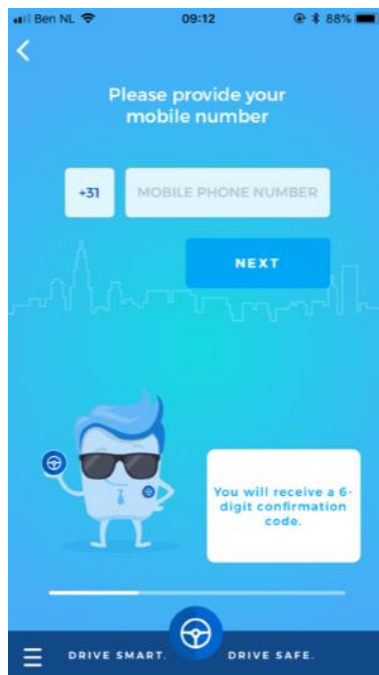 Ben NL 09:12 88%
Please provide your
mobile number
+31 MOBILE PHONE NUMBER
NEXT
You will receive a 6-
digit confirmation
code.
DRIVE SMART. DRIVE SAFE.